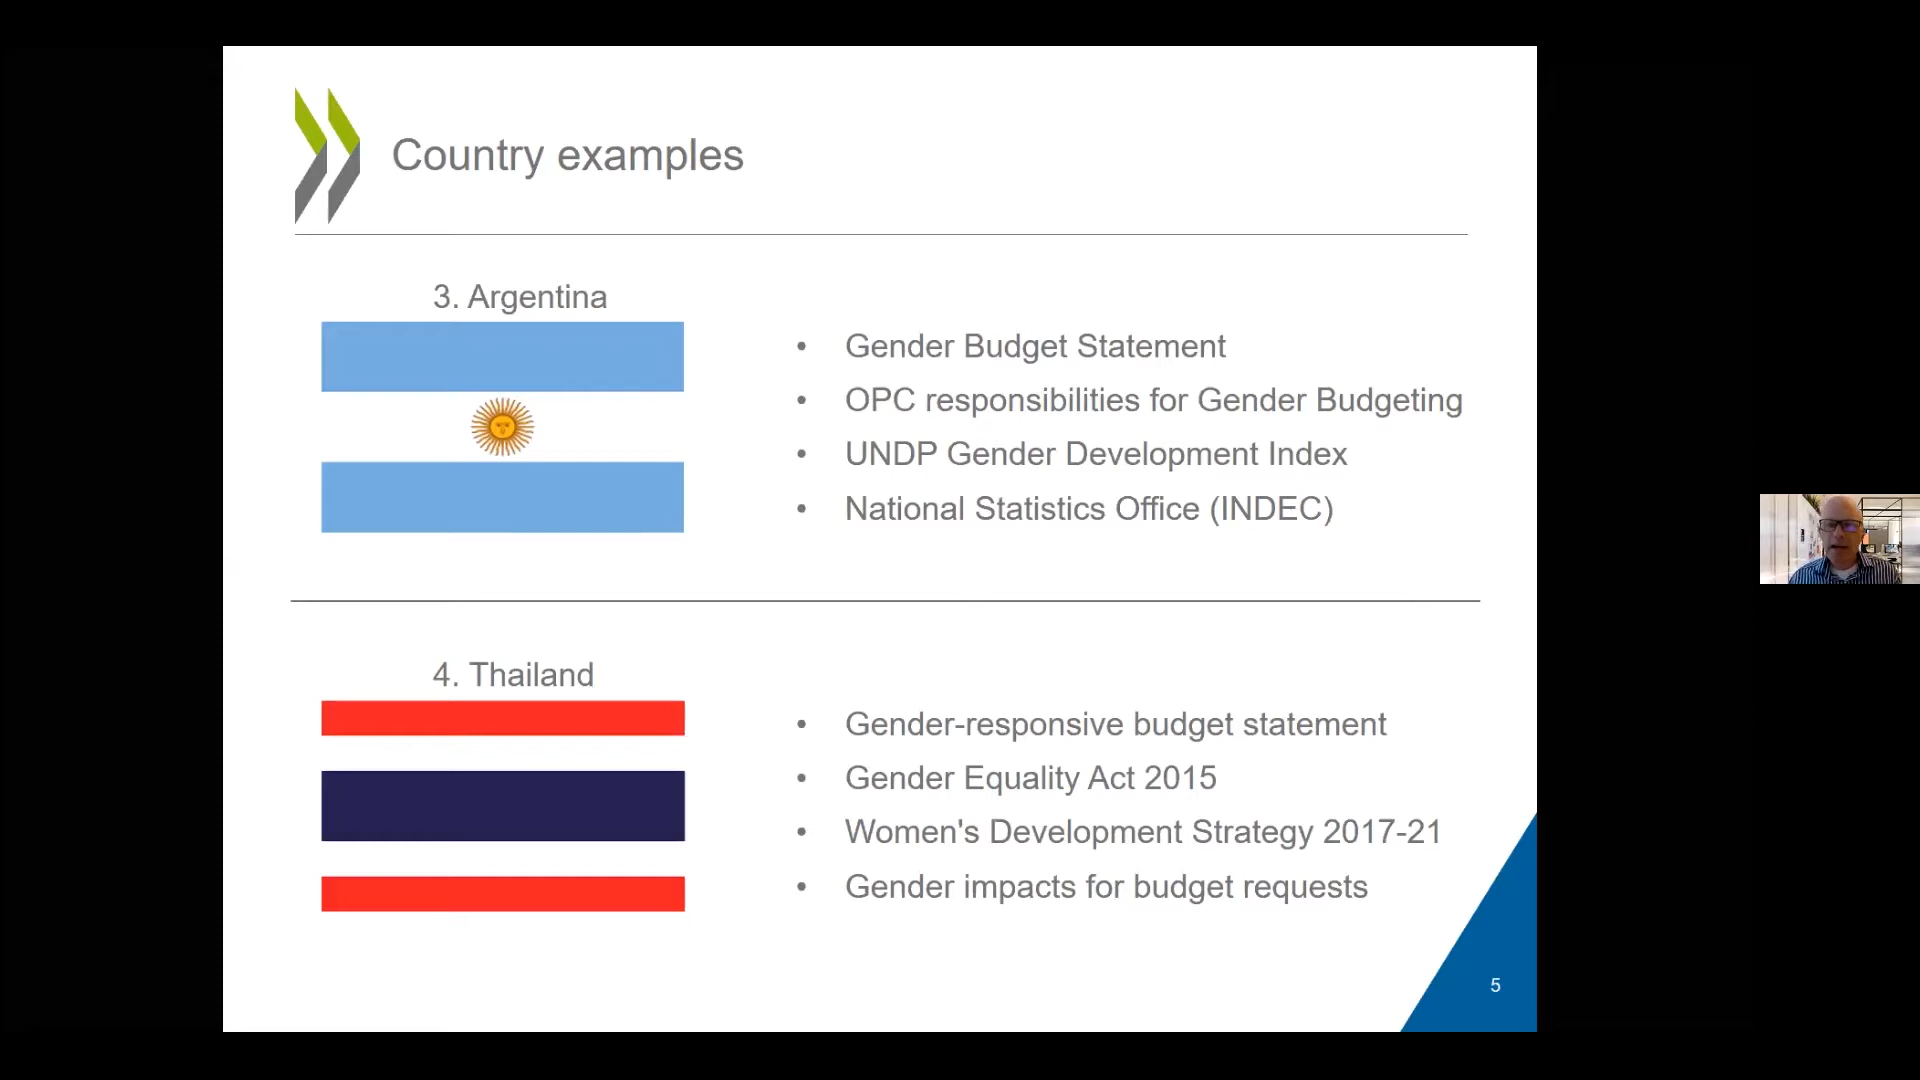 Country examples
3. Argentina
• Gender Budget Statement
• OPC responsibilities for Gender Budgeting
• UNDP Gender Development Index
• National Statistics Office (INDEC)
4. Thailand
• Gender-responsive budget statement
• Gender Equality Act 2015
• Women's Development Strategy 2017-21
• Gender impacts for budget requests
5